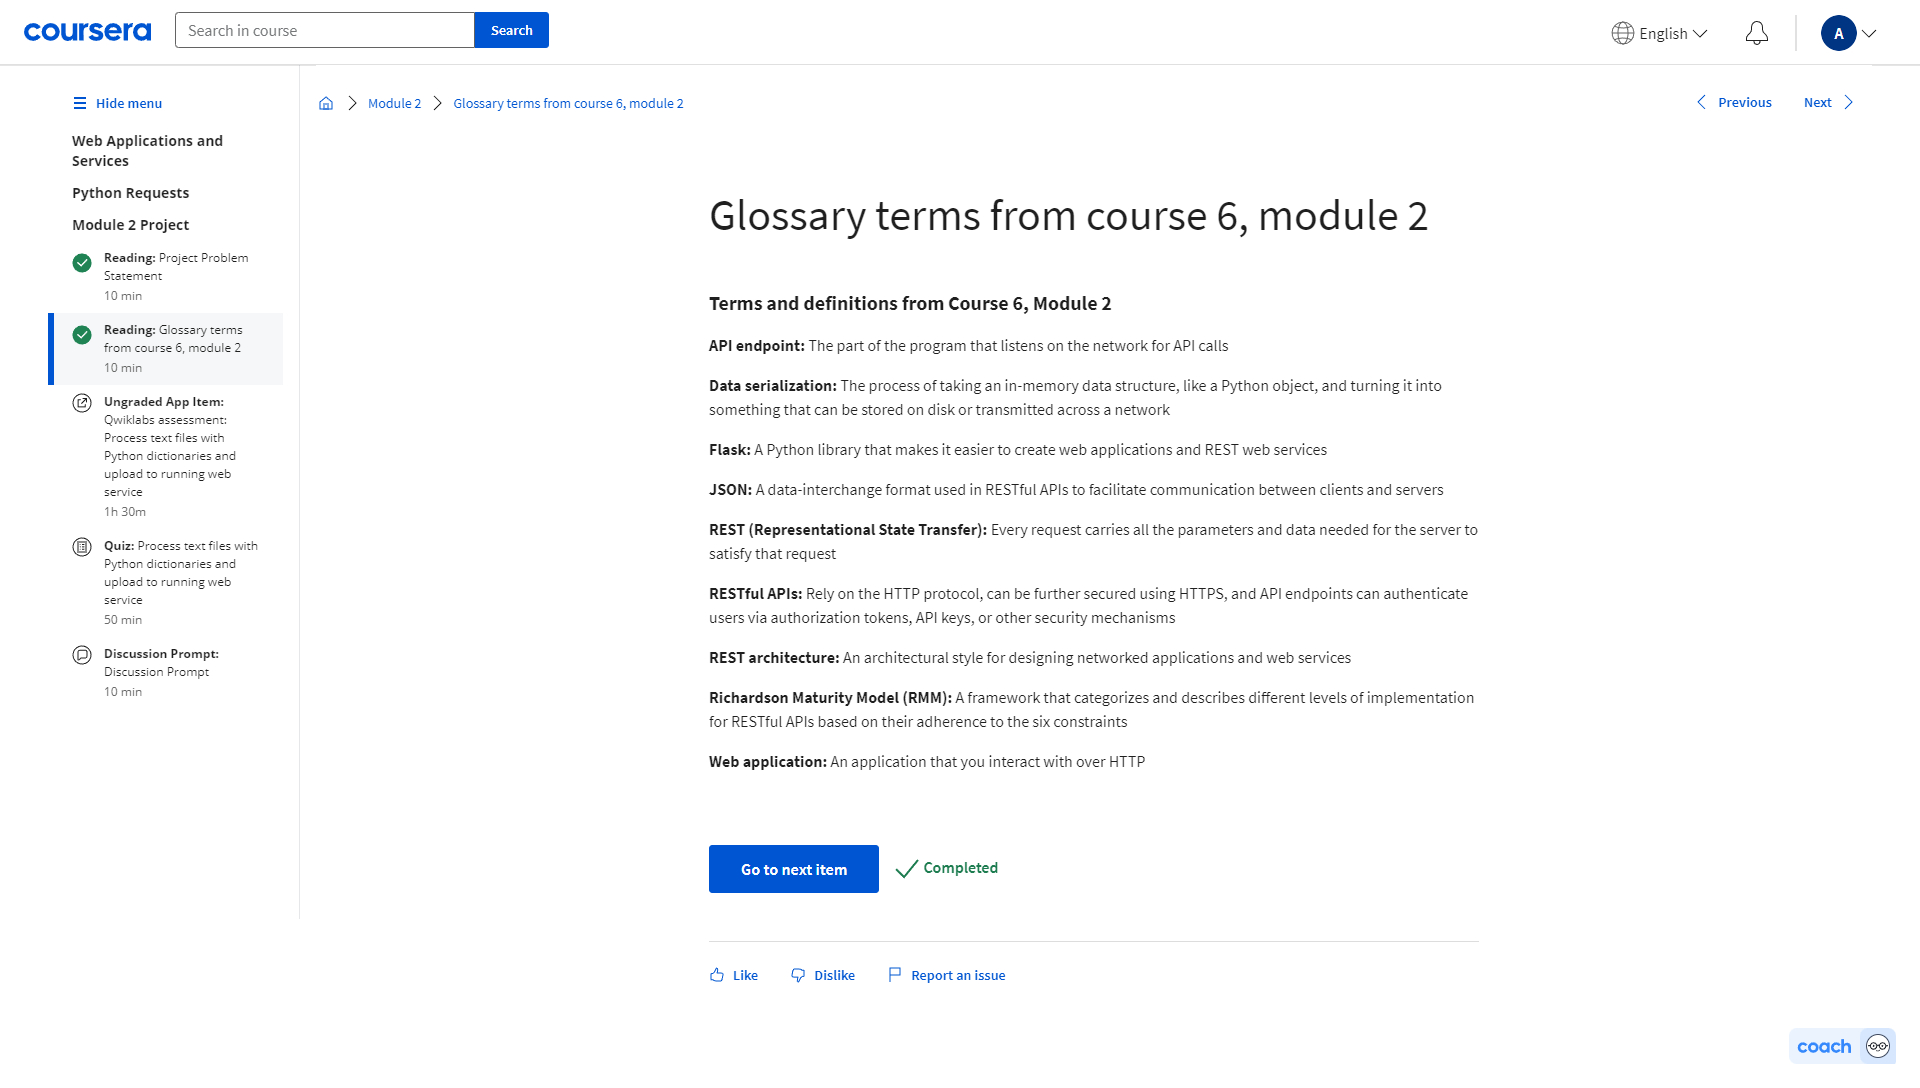 coursera
Search in course
Search
English
A
Hide menu
Web Applications and
Services
Python Requests
Module 2 Project
Reading: Project Problem
Statement
10 min
Reading: Glossary terms
from course 6, module 2
10 min
Ungraded App Item:
Qwiklabs assessment:
Process text files with
Python dictionaries and
upload to running web
service
1h 30m
Quiz: Process text files with
Python dictionaries and
upload to running web
service
50 min
Discussion Prompt:
Discussion Prompt
10 min
Module 2
Glossary terms from course 6, module 2
Previous
Next
Glossary terms from course 6, module 2
Terms and definitions from Course 6, Module 2
API endpoint: The part of the program that listens on the network for API calls
Data serialization: The process of taking an in-memory data structure, like a Python object, and turning it into
something that can be stored on disk or transmitted across a network
Flask: A Python library that makes it easier to create web applications and REST web services
JSON: A data-interchange format used in RESTful APIs to facilitate communication between clients and servers
REST (Representational State Transfer): Every request carries all the parameters and data needed for the server to
satisfy that request
RESTful APIs: Rely on the HTTP protocol, can be further secured using HTTPS, and API endpoints can authenticate
users via authorization tokens, API keys, or other security mechanisms
REST architecture: An architectural style for designing networked applications and web services
Richardson Maturity Model (RMM): A framework that categorizes and describes different levels of implementation
for RESTful APIs based on their adherence to the six constraints
Web application: An application that you interact with over HTTP
Go to next item
Completed
Like
Dislike
Report an issue
coach